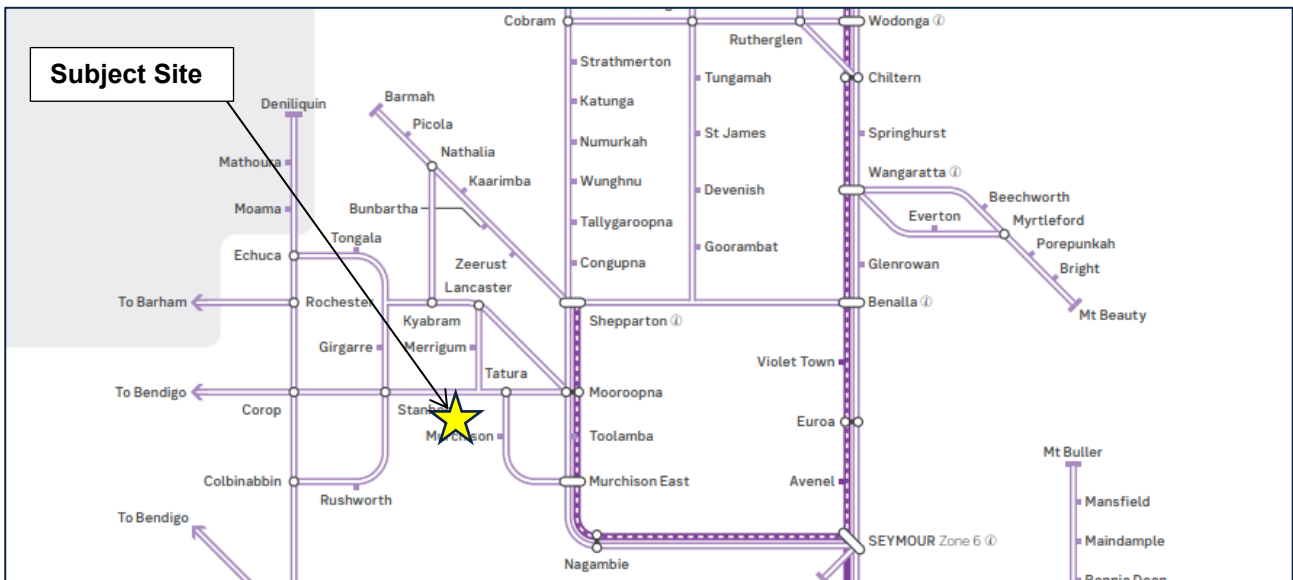 Cobram
Wodonga
Rutherglen
Subject Site
Strathmerton
Tungamah
Chiltern
Deniliquin
Barmah
Katunga
Picola
St James
Springhurst
Numurkah
Nathalia
Mathoura
Wangaratta
Kaarimba
Wunghnu
Devenish
Beechworth
Moama
Bunbartha
Everton
Myrtleford
Tallygaroopna
Tongala
Goorambat
Porepunkah
Echuca
Zeerust
Congupna
Glenrowan
Bright
Lancaster
To Barham
Rochester
Benalla
Mt Beauty
Kyabram
Shepparton
Girgarre
Merrigum
Violet Town
Tatura
To Bendigo
Mooroopna
Corop
Euroa
Toolamba
Mt Buller
Colbinabbin
Murchison East
Avenel
Rushworth
Mansfield
To Bendigo
SEYMOUR Zone 6
Maindample
Nagambie